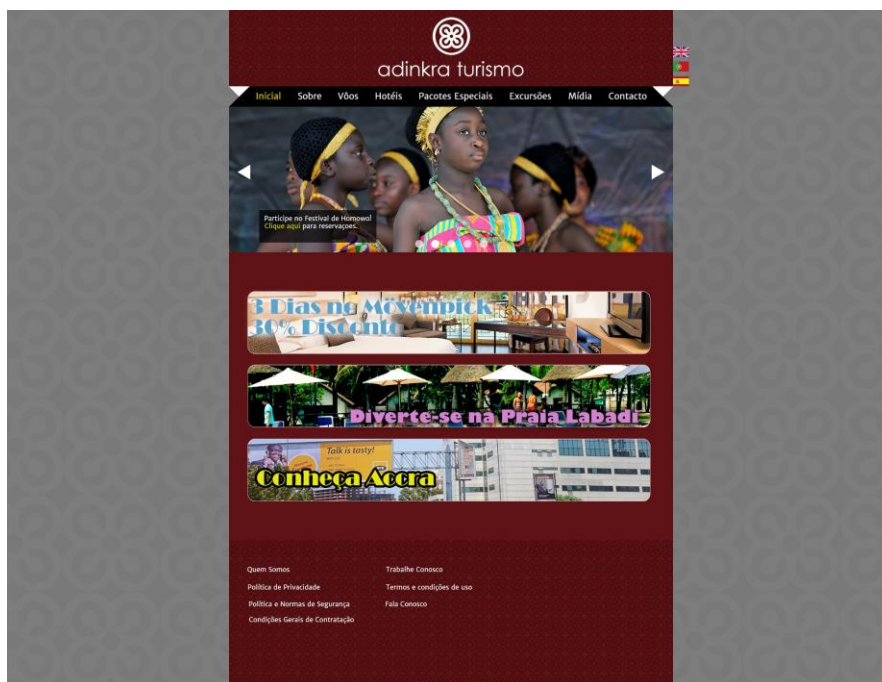 adinkra turismo
Inicial Sobre Vôos Hotéis Pacotes Especiais Excursões Mídia Contacto
Participe no Festival de Homowo!
Clique aqui para reservaçoes.
3 Dias no Mövenpick
30% Disconto
Diverte-se na Praia Labadi
Talk is tasty!
Conheça Accra
Quem Somos
Trabalhe Conosco
Política de Privacidade
Termos e condições de uso
Política e Normas de Segurança
Fala Conosco
Condições Gerais de Contratação